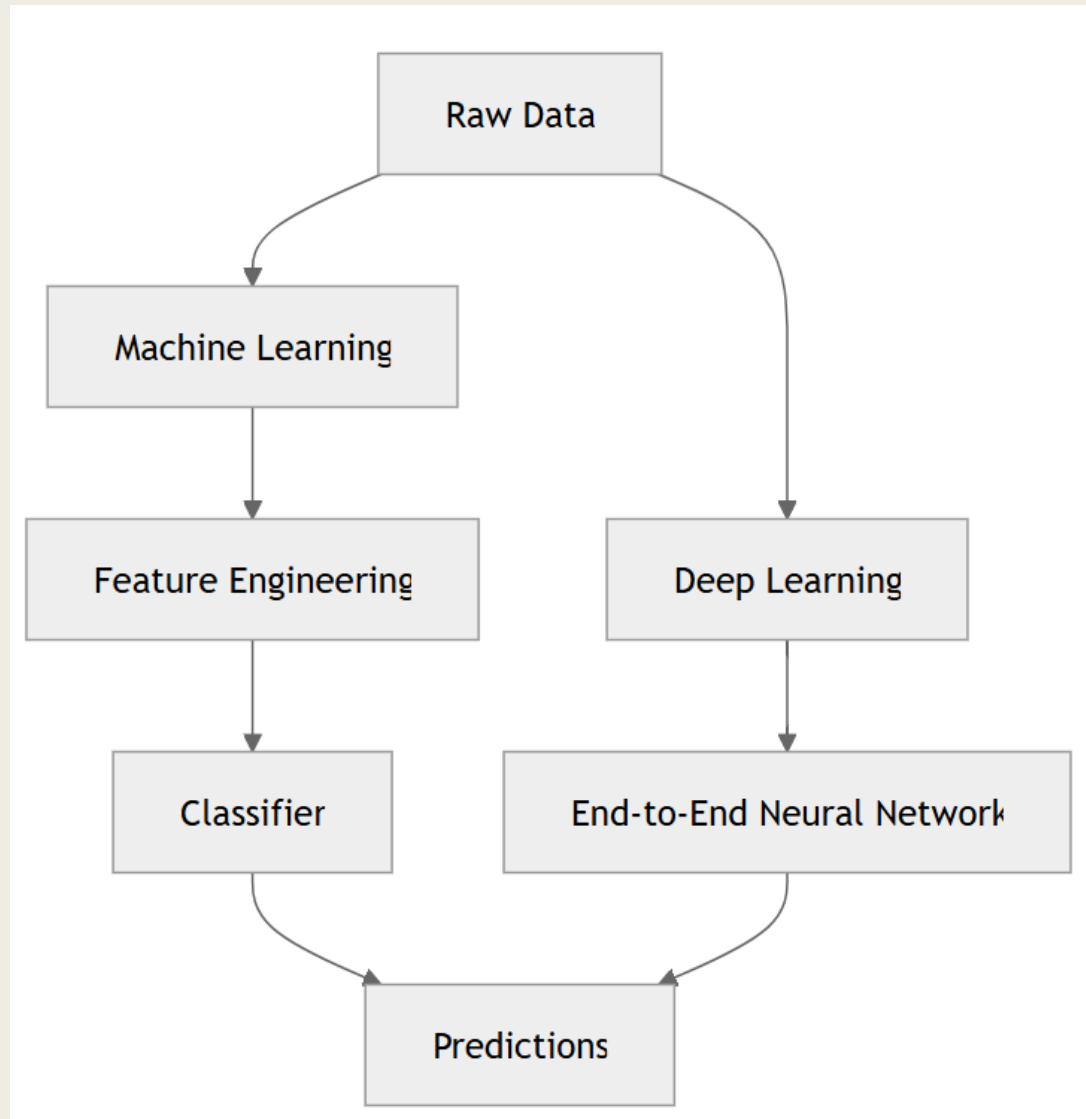 Raw Data
Machine Learning
Feature Engineering
Deep Learning
Classifier
End-to-End Neural Network
Predictions